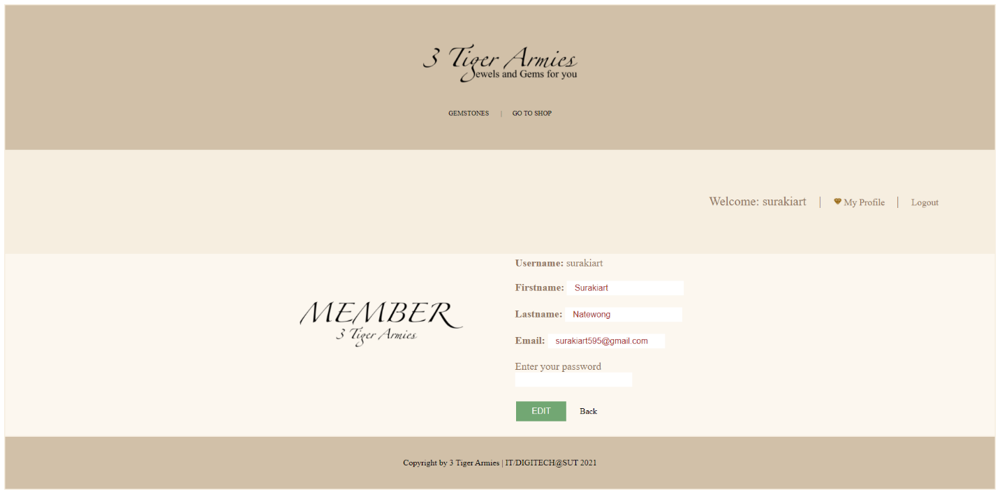 3 Tiger Armies
Jewels and Gems for you
GEMSTONES | GO TO SHOP
Welcome: surakiart | My Profile | Logout
Username: surakiart
Firstname: Surakiart
Lastname: Natewong
Email: surakiart595@gmail.com
Enter your password
EDIT Back
MEMBER
3 Tiger Armies
Copyright by 3 Tiger Armies | IT/DIGITECH@SUT 2021